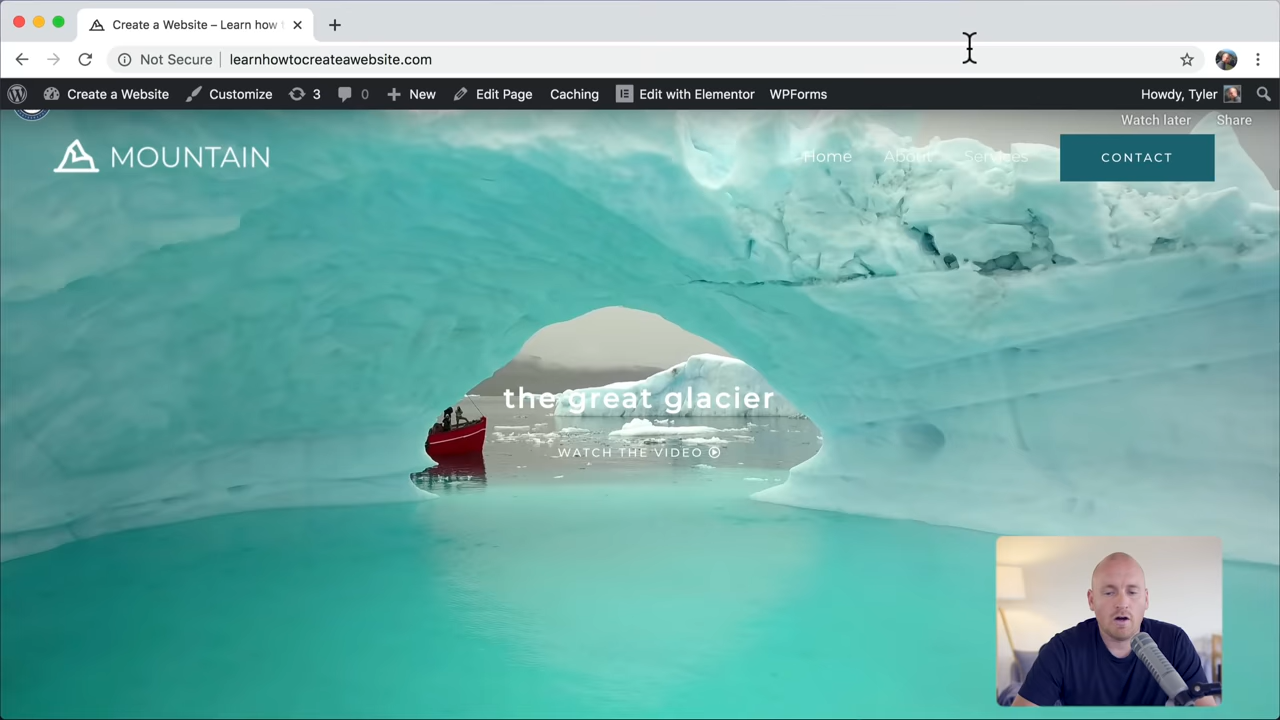 Create a Website – Learn how
Not Secure learnhowtocreateawebsite.com
Create a Website Customize 3 0 New Edit Page Caching Edit with Elementor WPForms Howdy, Tyler
Watch later Share
MOUNTAIN Home About Services CONTACT
the great glacier
WATCH THE VIDEO